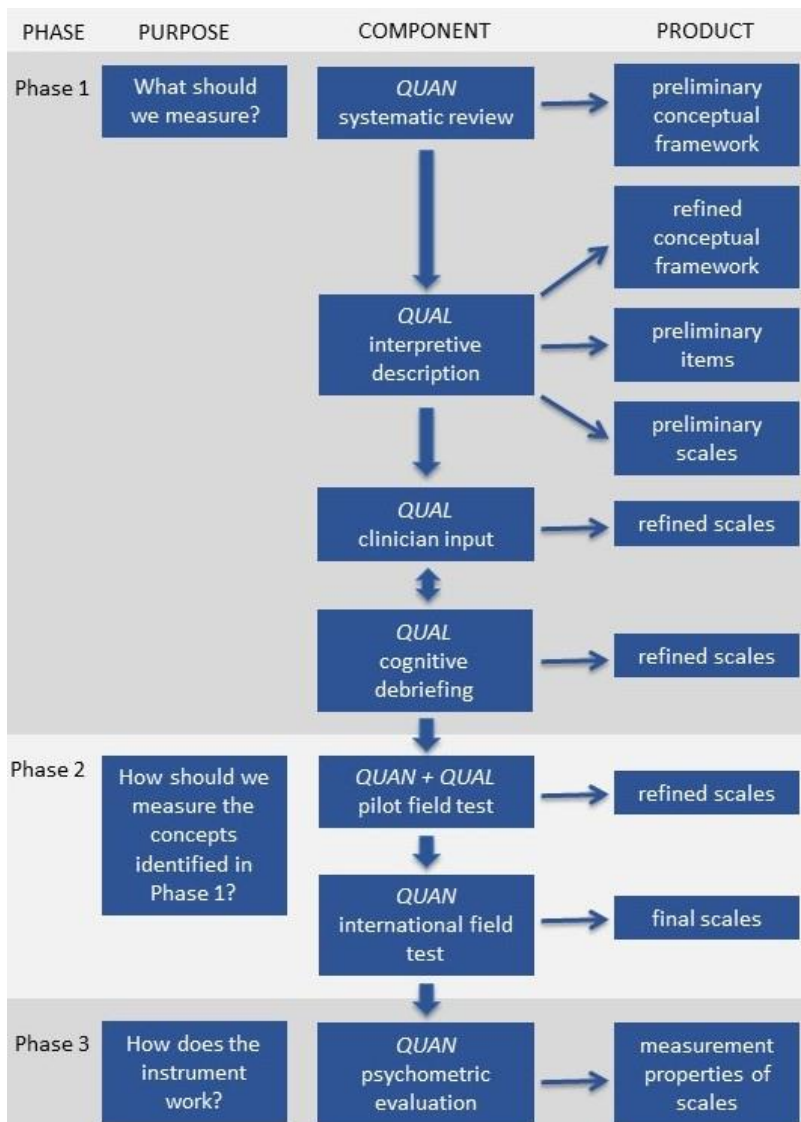 PHASE PURPOSE COMPONENT PRODUCT
Phase 1
What should
we measure?
QUAN
systematic review
preliminary
conceptual
framework
refined
conceptual
framework
QUAL
interpretive
description
preliminary
items
preliminary
scales
QUAL
clinician input
refined scales
QUAL
cognitive
debriefing
refined scales
Phase 2
How should we
measure the
concepts
identified in
Phase 1?
QUAN + QUAL
pilot field test
refined scales
QUAN
international field
test
final scales
Phase 3
How does the
instrument
work?
QUAN
psychometric
evaluation
measurement
properties of
scales